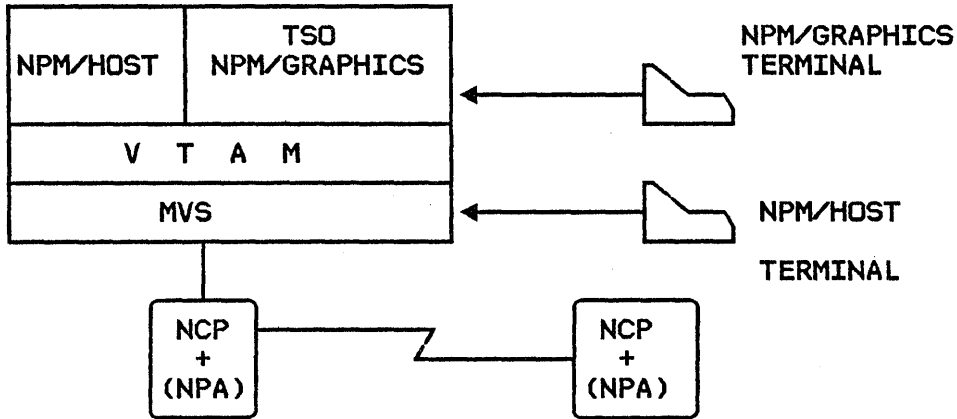 TSO
NPM/HOST
NPM/GRAPHICS
V T A M
MVS
NPM/GRAPHICS
TERMINAL
NPM/HOST
TERMINAL
NCP
+
(NPA)
NCP
+
(NPA)